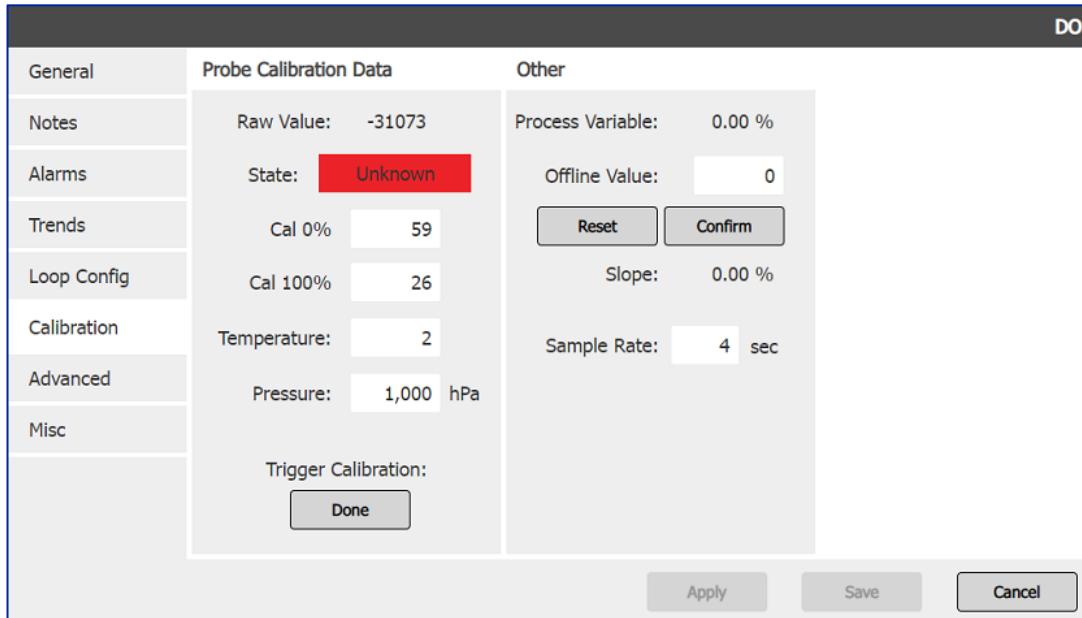 DO
General
Notes
Alarms
Trends
Loop Config
Calibration
Advanced
Misc
Probe Calibration Data
Raw Value: -31073
State: Unknown
Cal 0% 59
Cal 100% 26
Temperature: 2
Pressure: 1,000 hPa
Trigger Calibration:
Done
Other
Process Variable: 0.00 %
Offline Value: 0
Reset Confirm
Slope: 0.00 %
Sample Rate: 4 sec
Apply Save Cancel